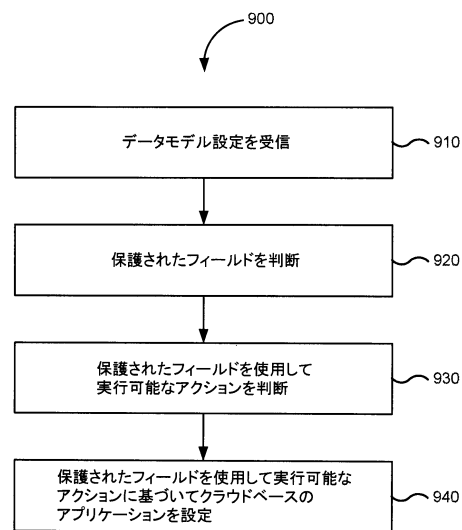 900
データモデル設定を受信
910
保護されたフィールドを判断
920
保護されたフィールドを使用して
実行可能なアクションを判断
930
保護されたフィールドを使用して実行可能な
アクションに基づいてクラウドベースの
アプリケーションを設定
940